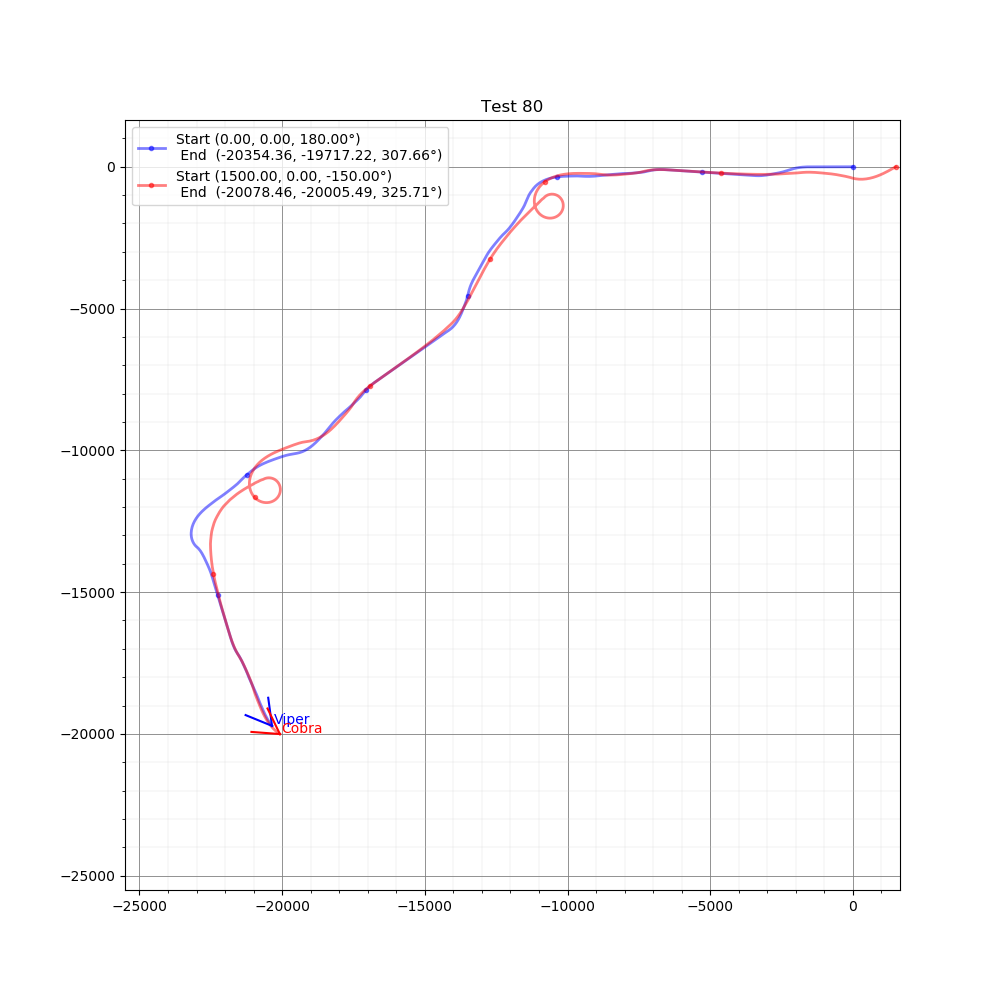 Test 80
Start (0.00, 0.00, 180.00°)
End  (-20354.36, -19717.22, 307.66°)
Start (1500.00, 0.00, -150.00°)
End  (-20078.46, -20005.49, 325.71°)
0
−5000
−10000
−15000
−20000
−25000
Viper
Cobra
−25000 −20000 −15000 −10000 −5000 0